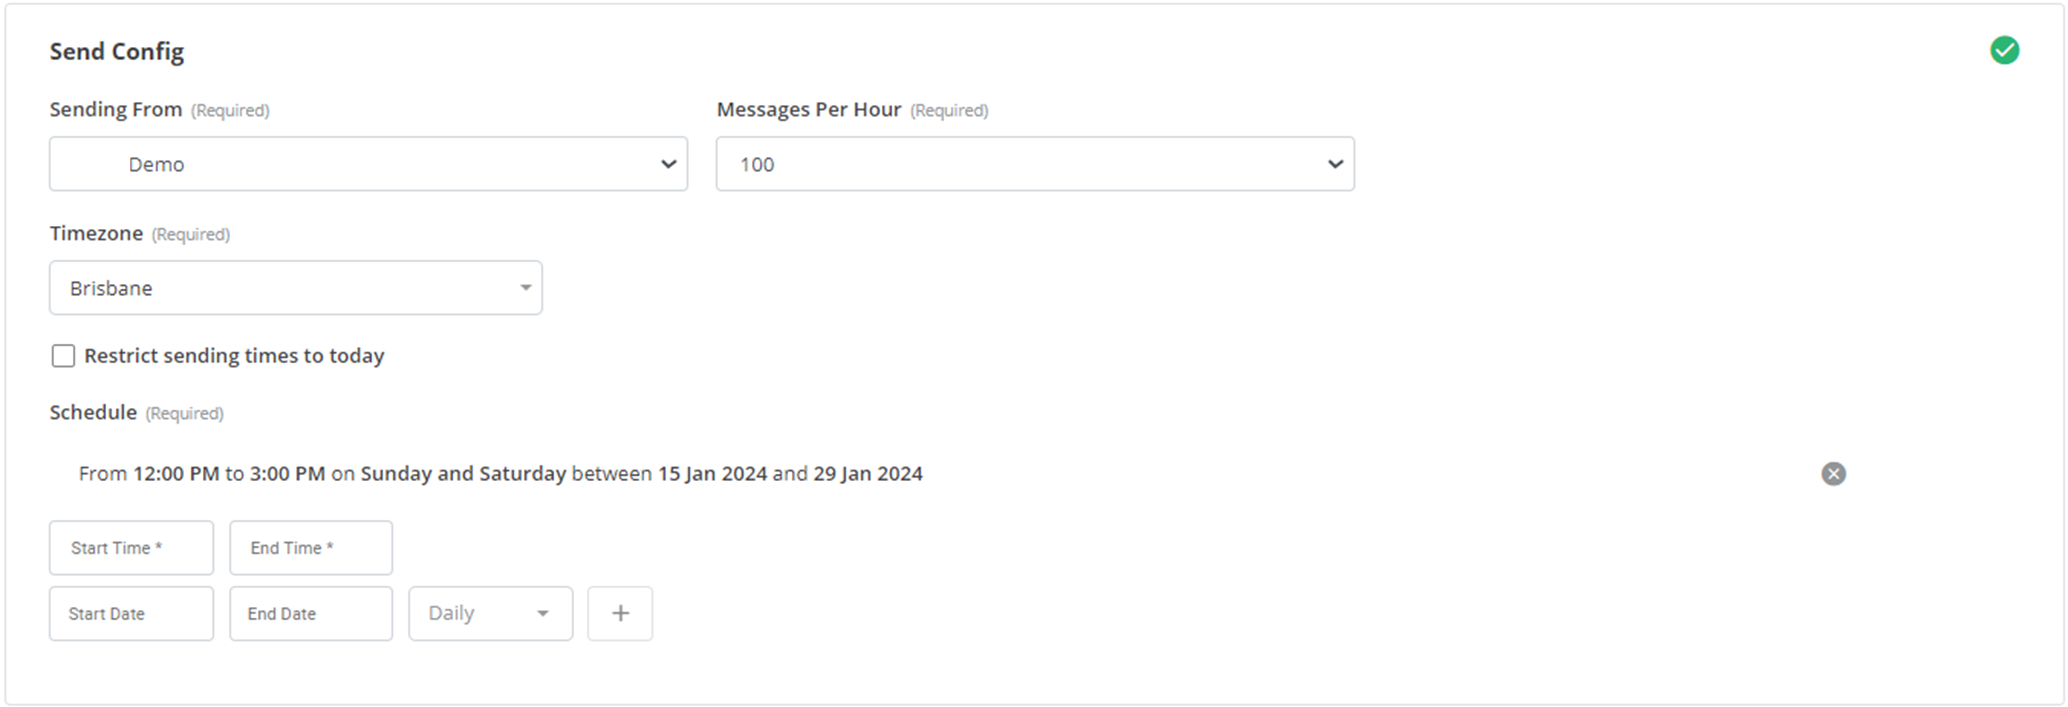 Send Config
Sending From (Required)
Messages Per Hour (Required)
Demo
100
Timezone (Required)
Brisbane
Restrict sending times to today
Schedule (Required)
From 12:00 PM to 3:00 PM on Sunday and Saturday between 15 Jan 2024 and 29 Jan 2024
Start Time *
End Time *
Start Date
End Date
Daily
+